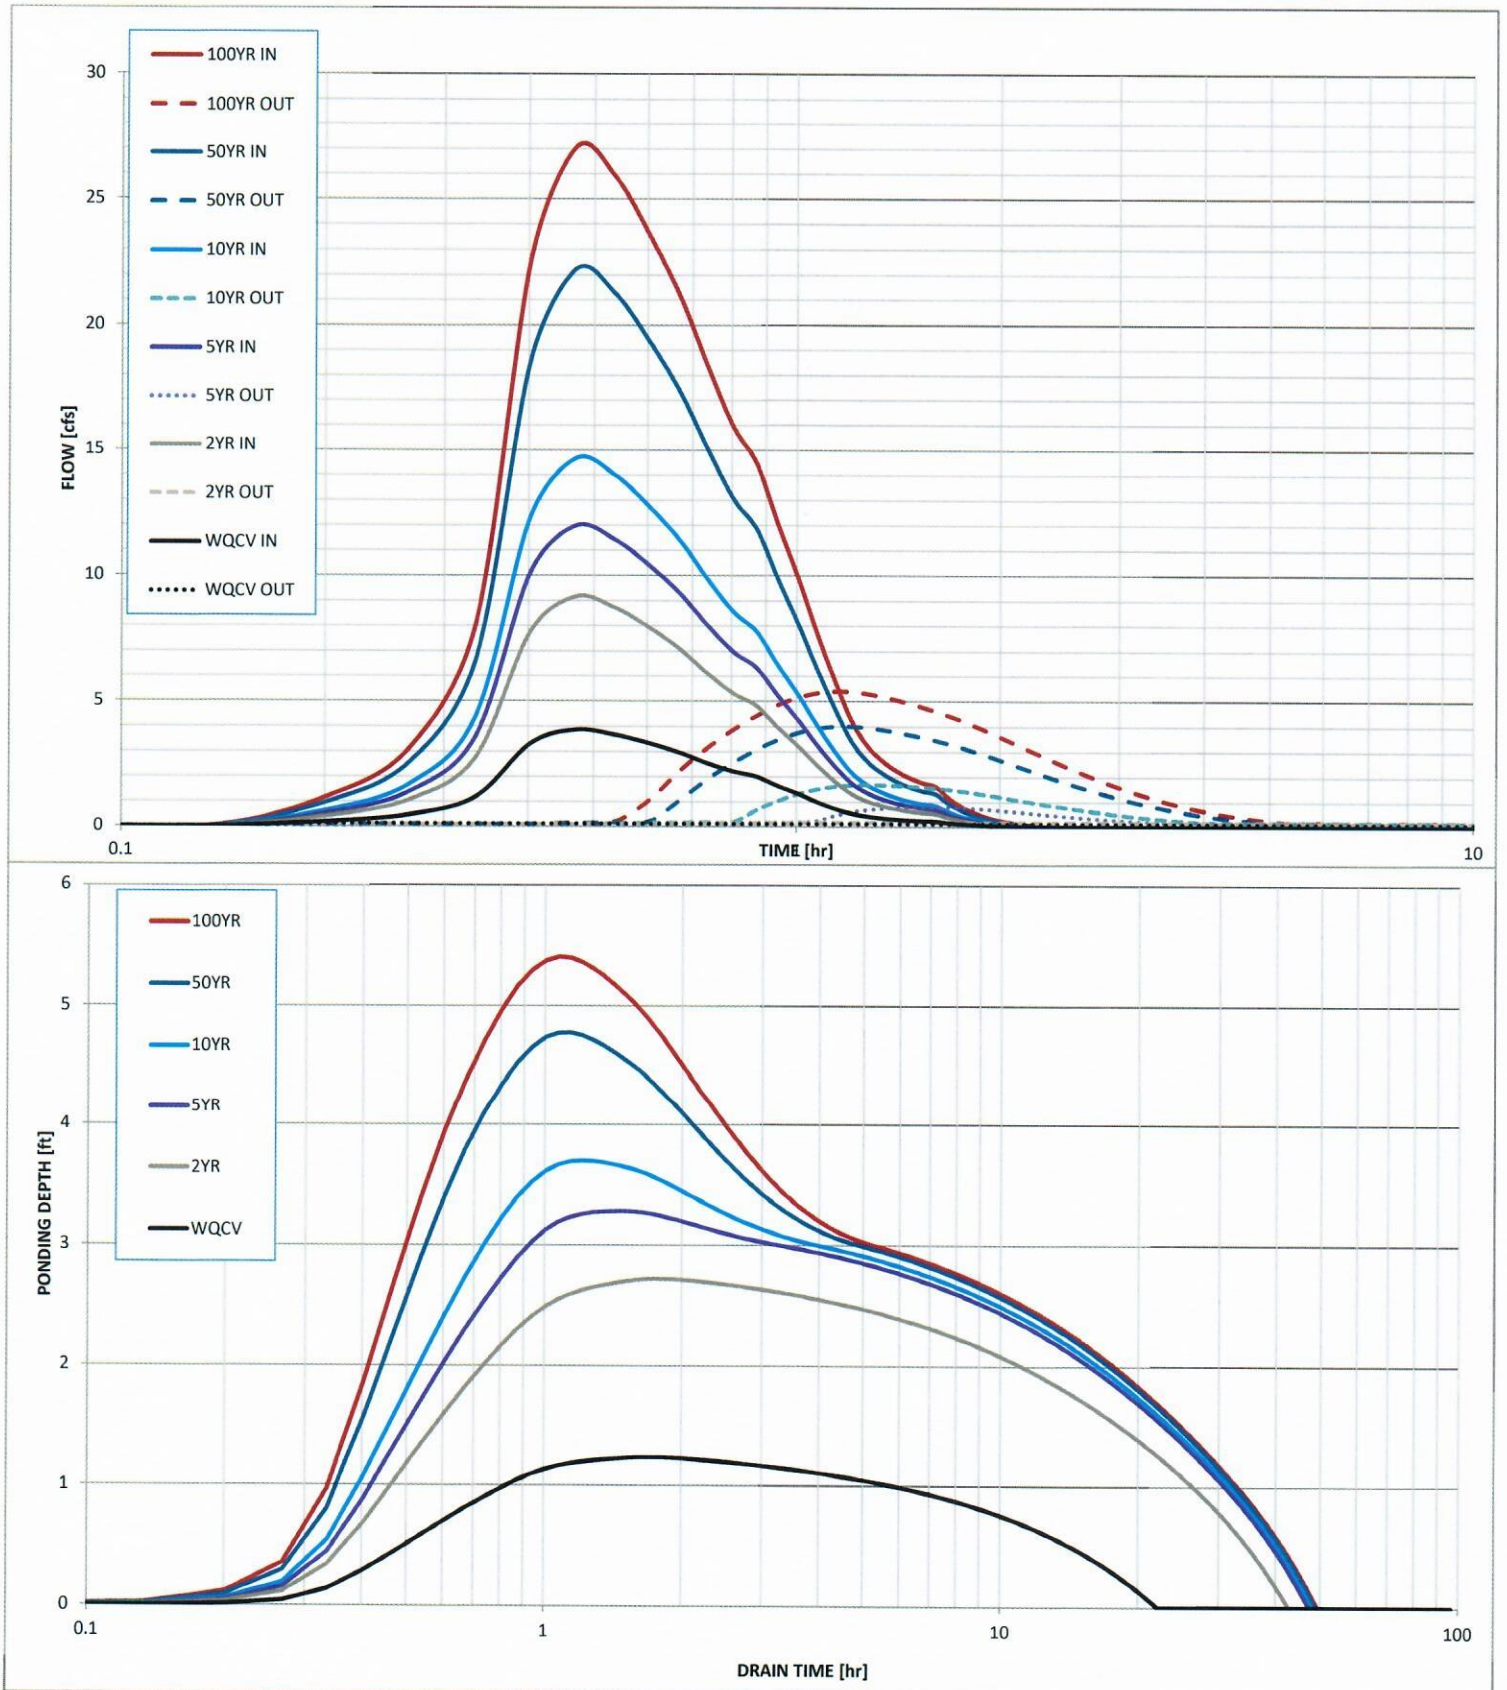 100YR IN
100YR OUT
50YR IN
50YR OUT
10YR IN
10YR OUT
5YR IN
5YR OUT
2YR IN
2YR OUT
WQCV IN
WQCV OUT
FLOW [cfs]
30
25
20
15
10
5
0
0.1
TIME [hr]
10
100YR
50YR
10YR
5YR
2YR
WQCV
PONDING DEPTH [ft]
6
5
4
3
2
1
0
0.1
1
10
100
DRAIN TIME [hr]